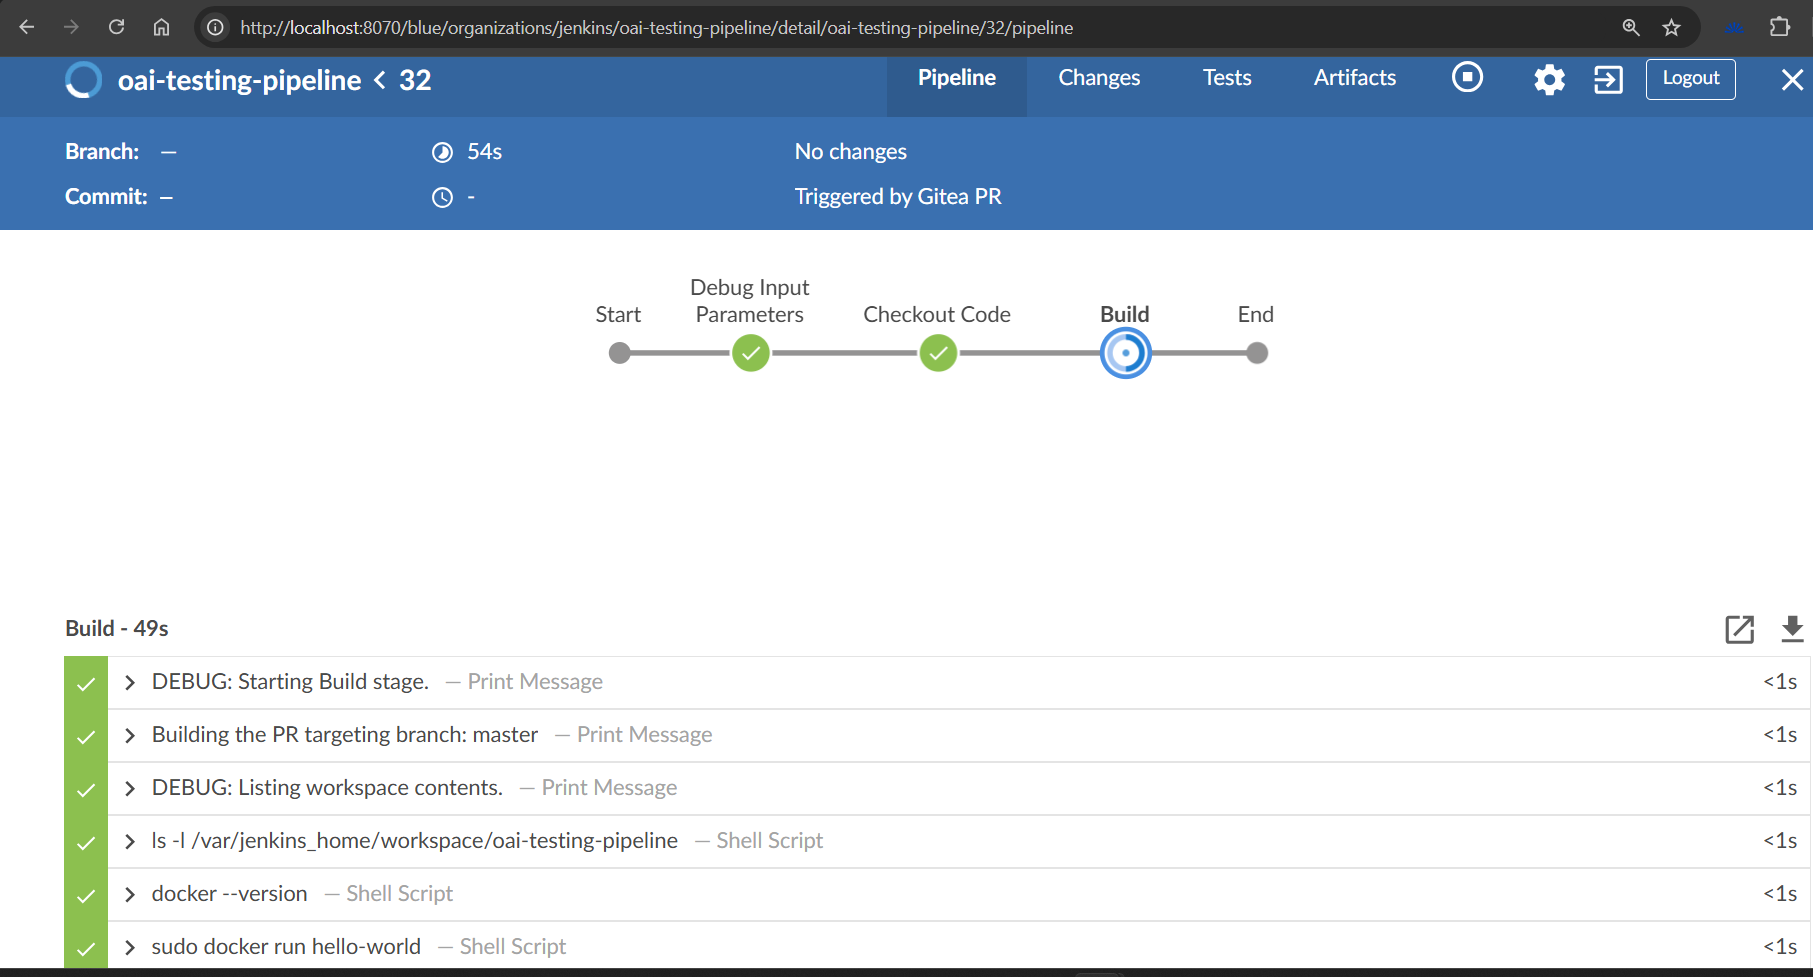 http://localhost:8070/blue/organizations/jenkins/oai-testing-pipeline/detail/oai-testing-pipeline/32/pipeline
oai-testing-pipeline < 32
Pipeline
Changes
Tests
Artifacts
Logout
Branch: —
54s
No changes
Commit: —
-
Triggered by Gitea PR
Start
Debug Input
Parameters
Checkout Code
Build
End
Build - 49s
DEBUG: Starting Build stage. — Print Message <1s
Building the PR targeting branch: master — Print Message <1s
DEBUG: Listing workspace contents. — Print Message <1s
ls -l /var/jenkins_home/workspace/oai-testing-pipeline — Shell Script <1s
docker --version — Shell Script <1s
sudo docker run hello-world — Shell Script <1s